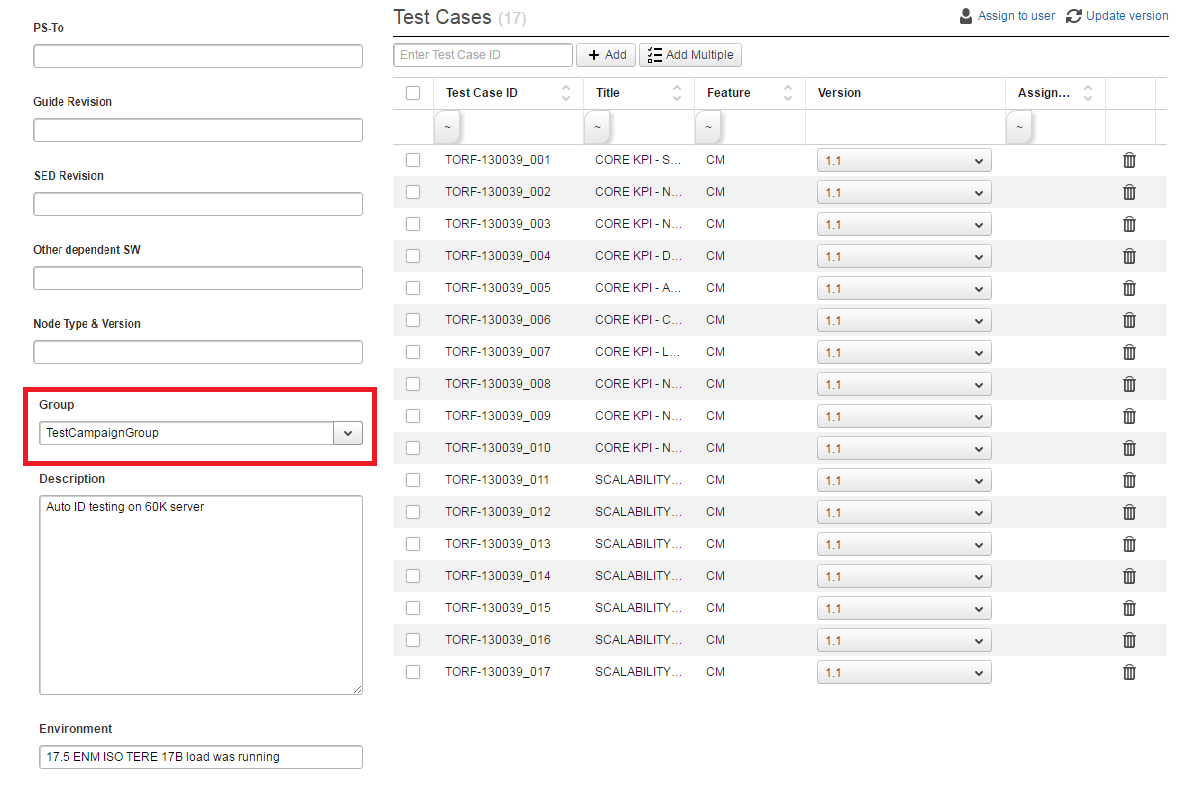 PS-To
Guide Revision
SED Revision
Other dependent SW
Node Type & Version
Group
TestCampaignGroup
Description
Auto ID testing on 60K server
Environment
17.5 ENM ISO TERE 17B load was running
Test Cases (17)
Assign to user
Update version
Enter Test Case ID
Add
Add Multiple
Test Case ID Title Feature Version Assign...
~ ~ ~ ~
TORF-130039_001 CORE KPI - S... CM 1.1
TORF-130039_002 CORE KPI - N... CM 1.1
TORF-130039_003 CORE KPI - N... CM 1.1
TORF-130039_004 CORE KPI - D... CM 1.1
TORF-130039_005 CORE KPI - A... CM 1.1
TORF-130039_006 CORE KPI - C... CM 1.1
TORF-130039_007 CORE KPI - L... CM 1.1
TORF-130039_008 CORE KPI - N... CM 1.1
TORF-130039_009 CORE KPI - N... CM 1.1
TORF-130039_010 CORE KPI - N... CM 1.1
TORF-130039_011 SCALABILITY... CM 1.1
TORF-130039_012 SCALABILITY... CM 1.1
TORF-130039_013 SCALABILITY... CM 1.1
TORF-130039_014 SCALABILITY... CM 1.1
TORF-130039_015 SCALABILITY... CM 1.1
TORF-130039_016 SCALABILITY... CM 1.1
TORF-130039_017 SCALABILITY... CM 1.1